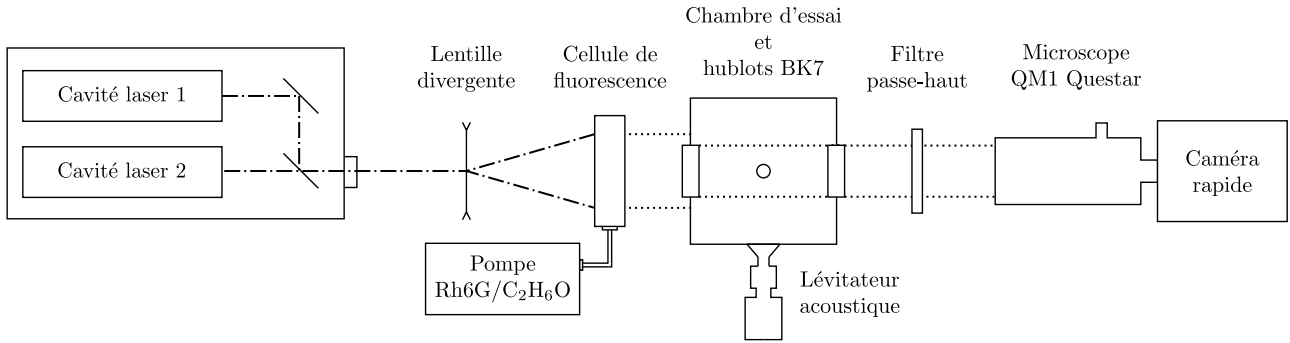 Cavité laser 1
Cavité laser 2
Lentille
divergente
Cellule de
fluorescence
Pompe
Rh6G/C₂H₆O
Chambre d'essai
et
hublots BK7
Lévitateur
acoustique
Filtre
passe-haut
Microscope
QM1 Questar
Caméra
rapide